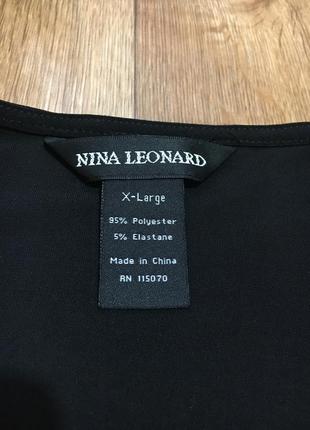 NINA LEONARD
X-Large
95% Polyester
5% Elastane
Made in China
RN 115070